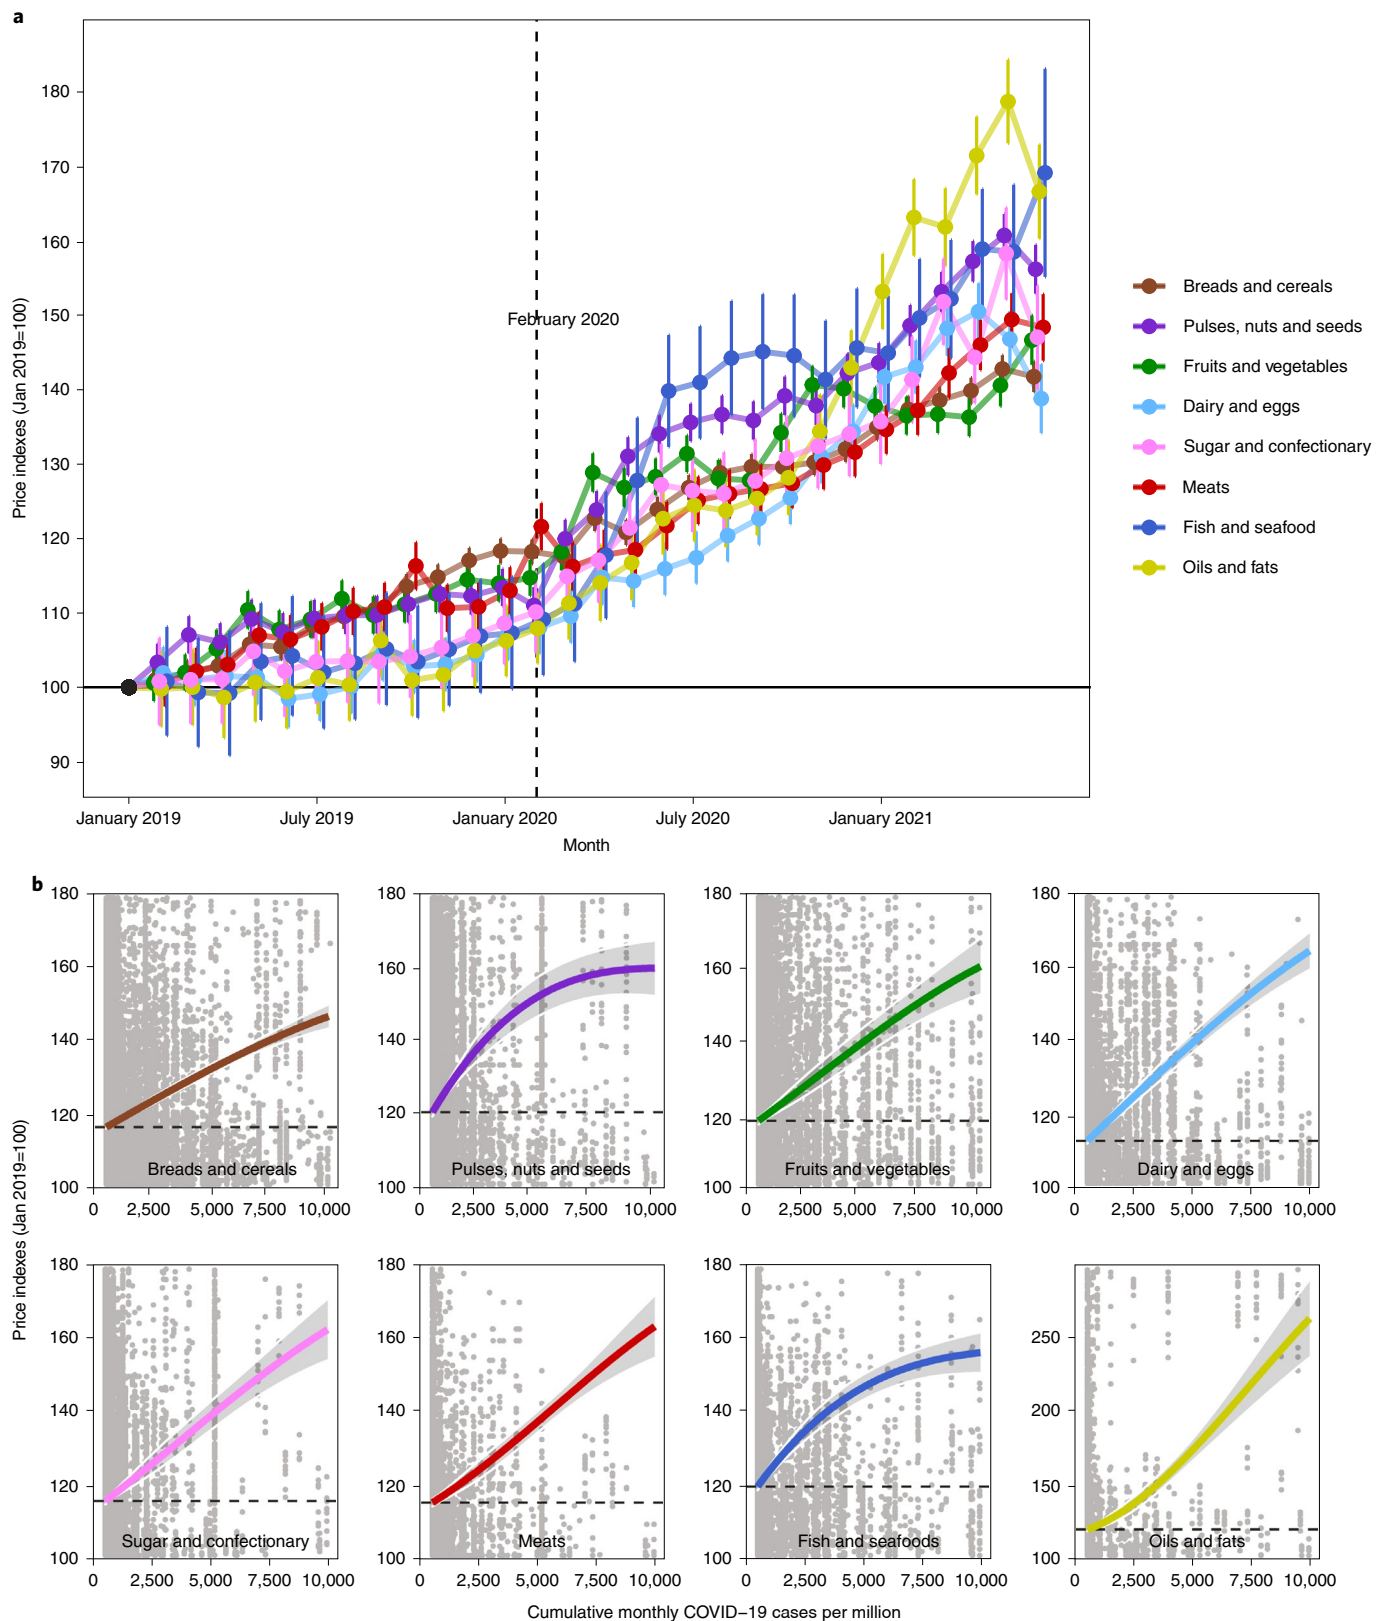 a
180
170
160
150
140
130
120
110
100
90
Price indexes (Jan 2019=100)
February 2020
January 2019
July 2019
January 2020
July 2020
January 2021
Month
Breads and cereals
Pulses, nuts and seeds
Fruits and vegetables
Dairy and eggs
Sugar and confectionary
Meats
Fish and seafood
Oils and fats
b
Price indexes (Jan 2019=100)
180
160
140
120
100
Breads and cereals
0 2,500 5,000 7,500 10,000
180
160
140
120
100
Pulses, nuts and seeds
0 2,500 5,000 7,500 10,000
180
160
140
120
100
Fruits and vegetables
0 2,500 5,000 7,500 10,000
180
160
140
120
100
Dairy and eggs
0 2,500 5,000 7,500 10,000
180
160
140
120
100
Sugar and confectionary
0 2,500 5,000 7,500 10,000
180
160
140
120
100
Meats
0 2,500 5,000 7,500 10,000
180
160
140
120
100
Fish and seafoods
0 2,500 5,000 7,500 10,000
250
200
150
100
Oils and fats
0 2,500 5,000 7,500 10,000
Cumulative monthly COVID−19 cases per million